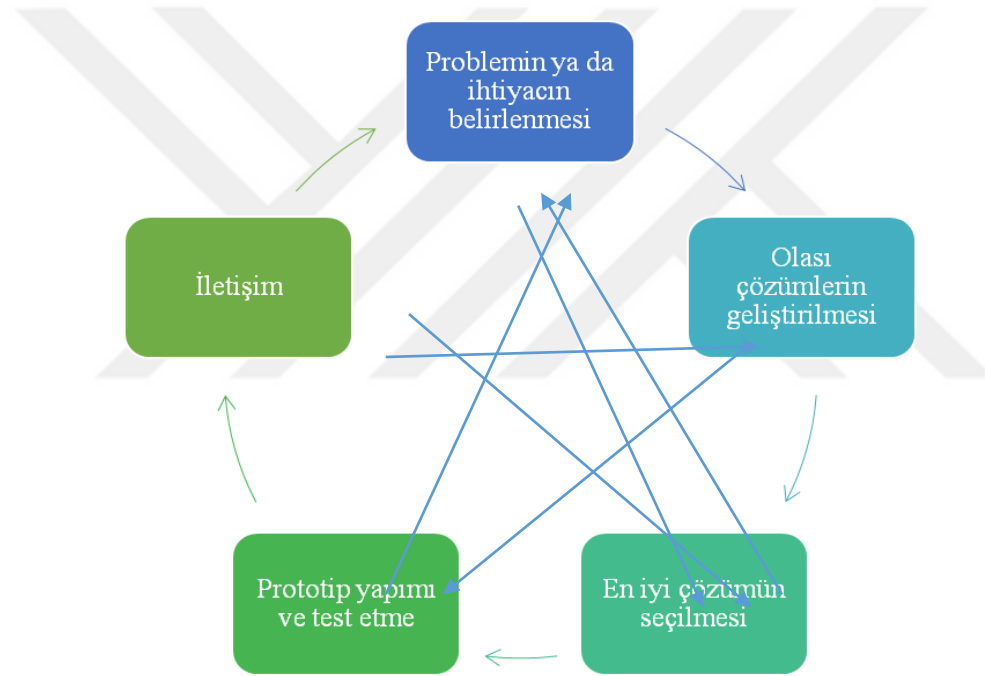 Problemin ya da
ihtiyacın
belirlenmesi
Olası
çözümlerin
geliştirilmesi
En iyi çözümün
seçilmesi
Prototip yapımı
ve test etme
İletişim